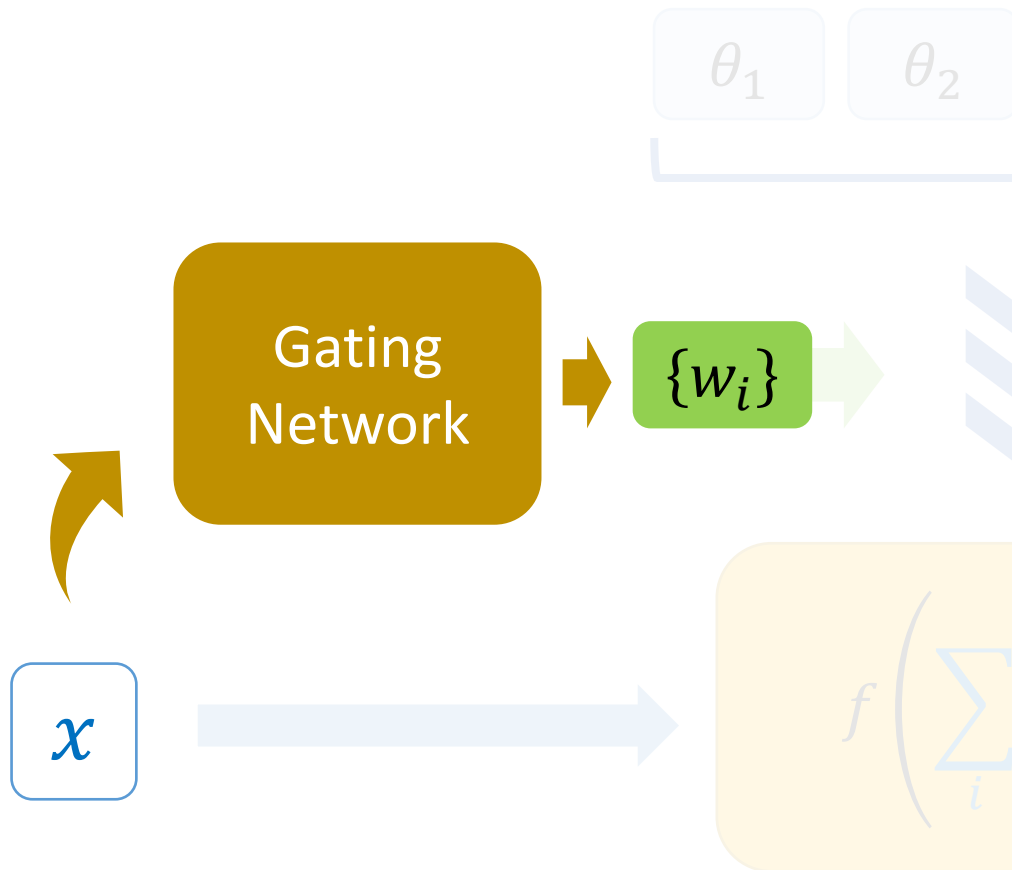 θ₁ θ₂
Gating
Network
{wᵢ}
x
f(∑
i